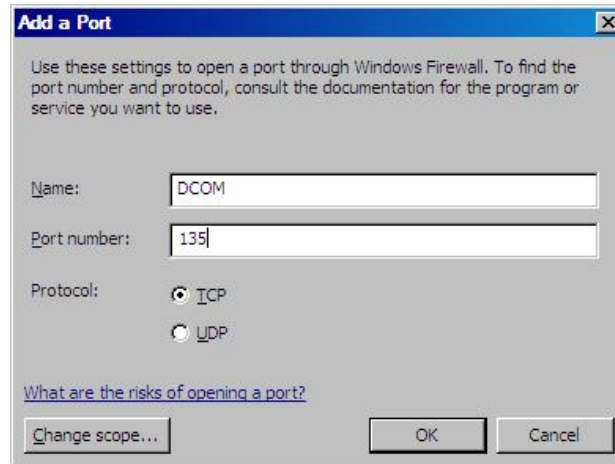 Add a Port
Use these settings to open a port through Windows Firewall. To find the
port number and protocol, consult the documentation for the program or
service you want to use.
Name: DCOM
Port number: 135
Protocol: TCP
UDP
What are the risks of opening a port?
Change scope... OK Cancel